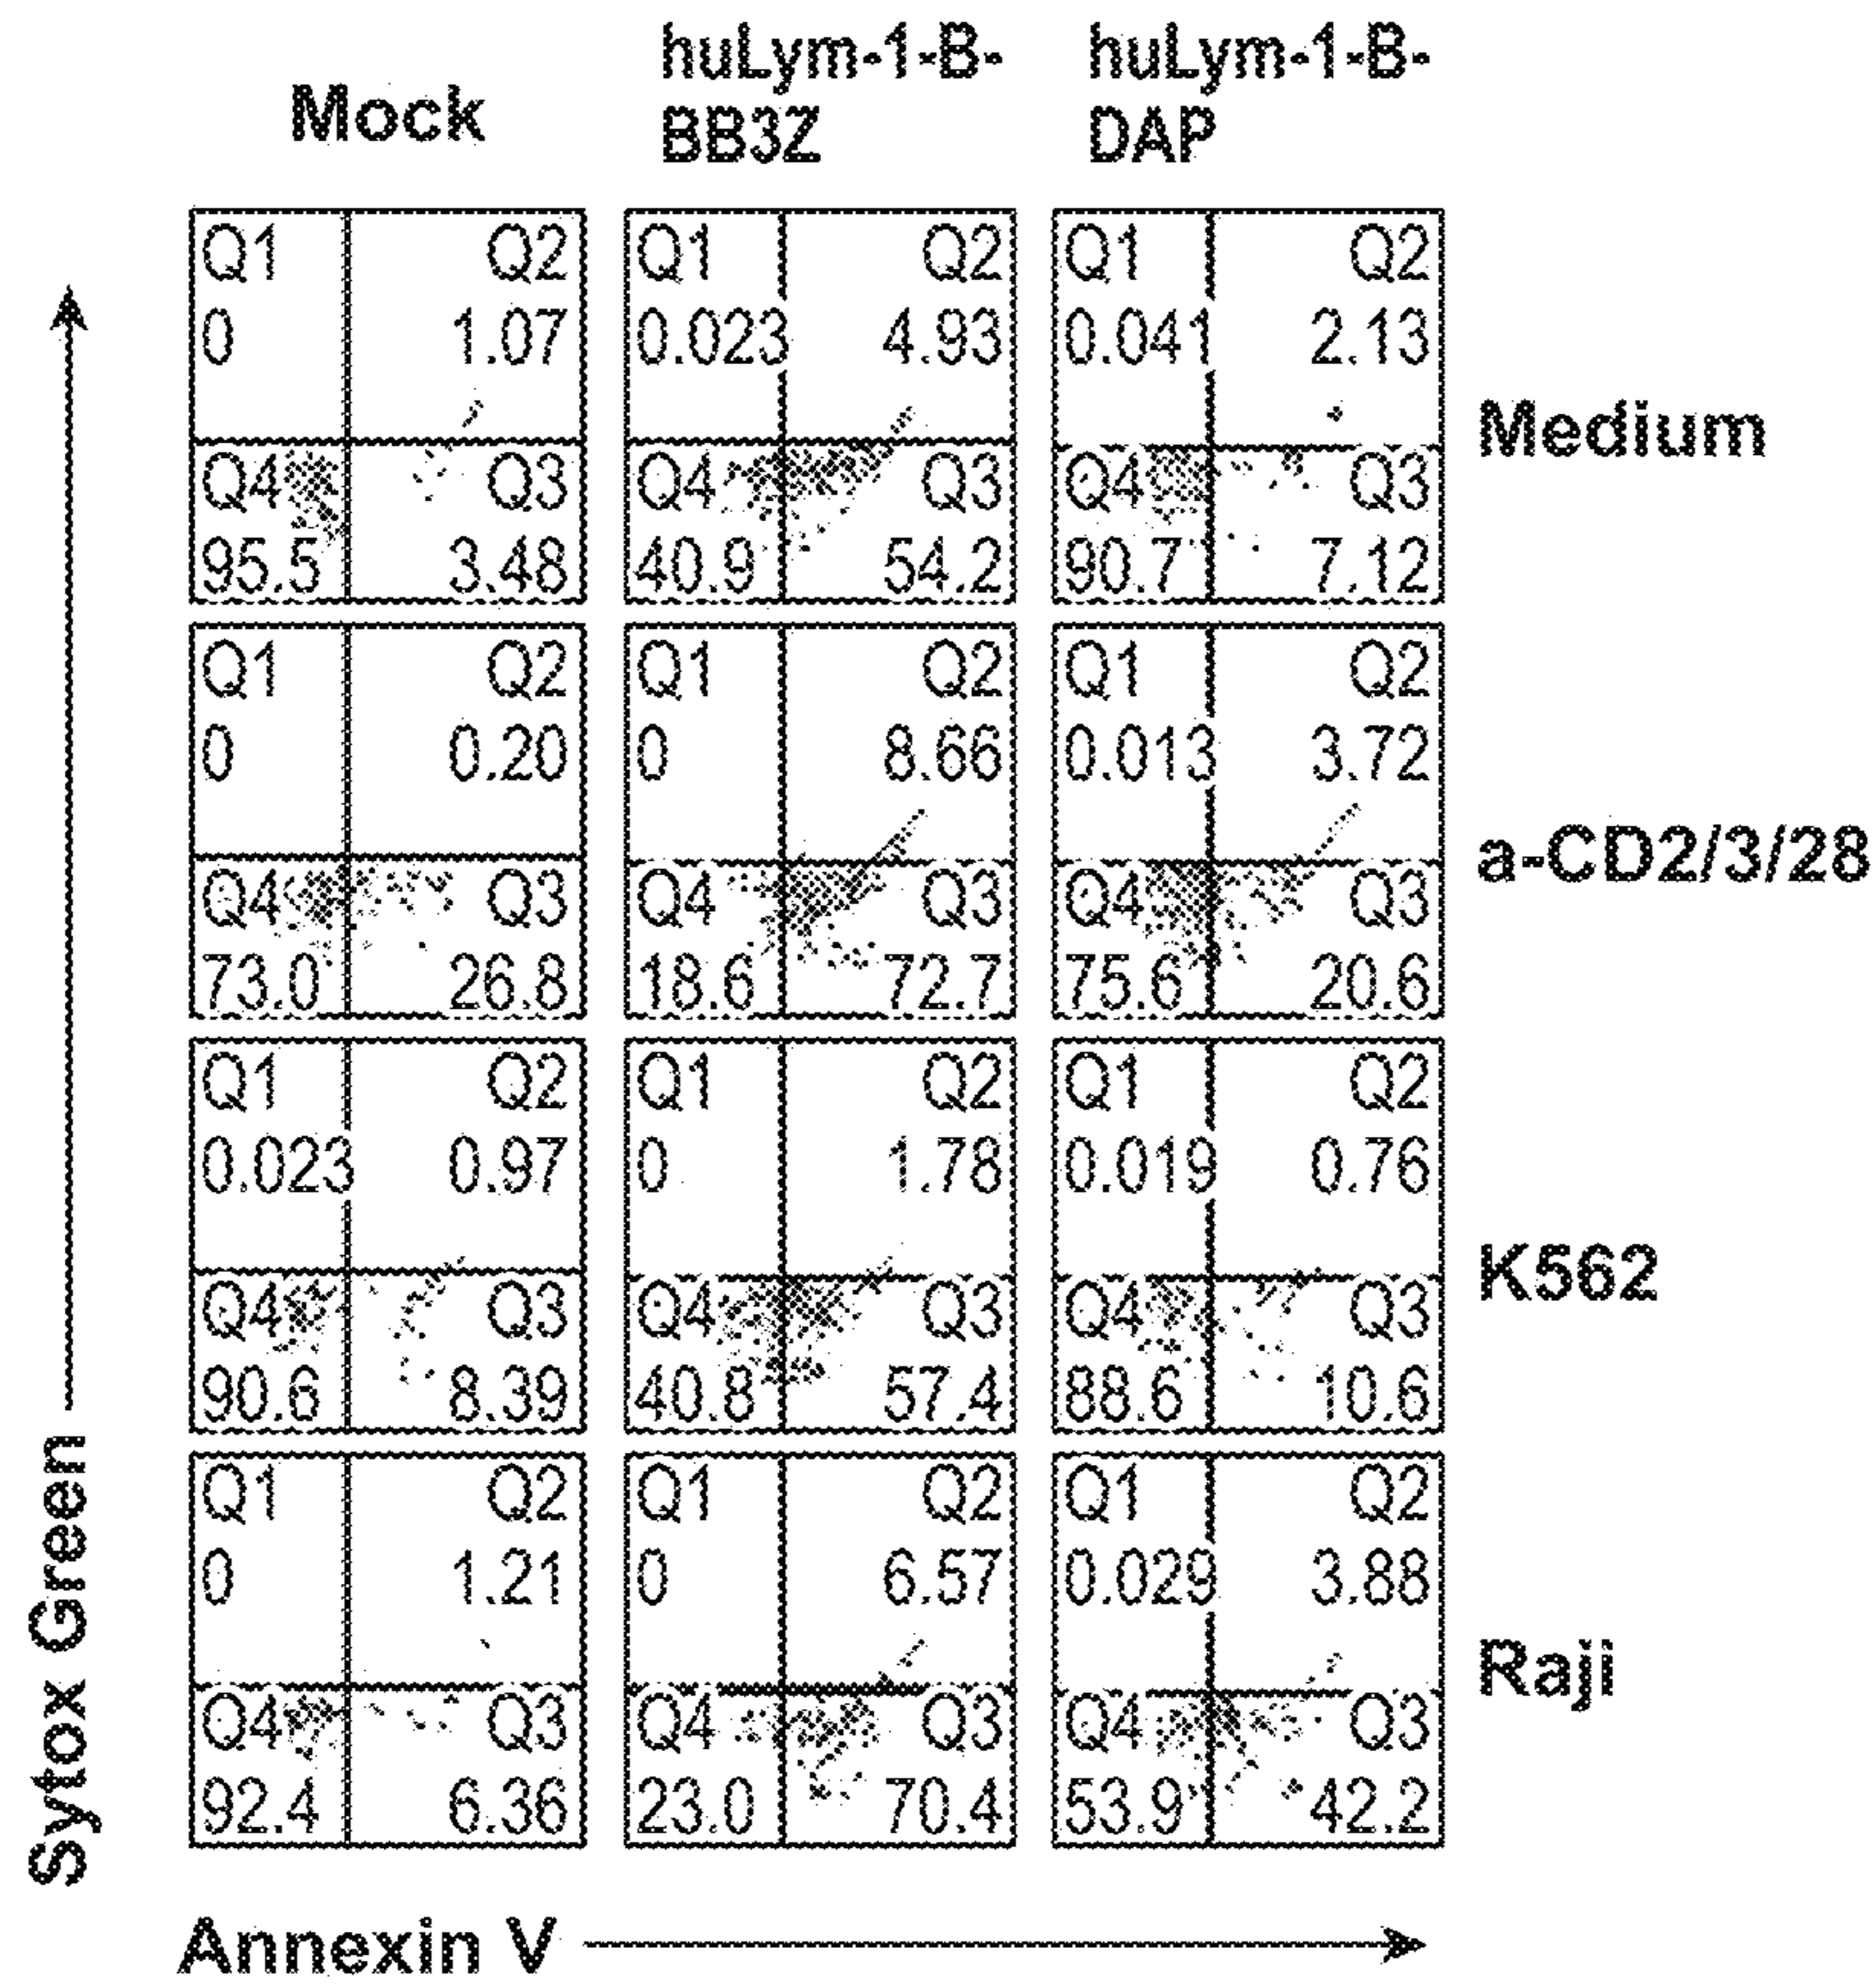 Mock
huLym-1-B-
BB3Z
huLym-1-B-
DAP
Q1 Q2 Q1 Q2 Q1 Q2
0 1.07 0.023 4.93 0.041 2.13
Q4 Q3 Q4 Q3 Q4 Q3
95.5 3.48 40.9 54.2 90.7 7.12
Medium
Q1 Q2 Q1 Q2 Q1 Q2
0 0.20 0 8.66 0.013 3.72
Q4 Q3 Q4 Q3 Q4 Q3
73.0 26.8 18.6 72.7 75.6 20.6
a-CD2/3/28
Q1 Q2 Q1 Q2 Q1 Q2
0.023 0.97 0 1.78 0.019 0.76
Q4 Q3 Q4 Q3 Q4 Q3
90.6 8.39 40.8 57.4 88.6 10.6
K562
Q1 Q2 Q1 Q2 Q1 Q2
0 1.21 0 6.57 0.029 3.88
Q4 Q3 Q4 Q3 Q4 Q3
92.4 6.36 23.0 70.4 53.9 42.2
Raji
Sytox Green
Annexin V